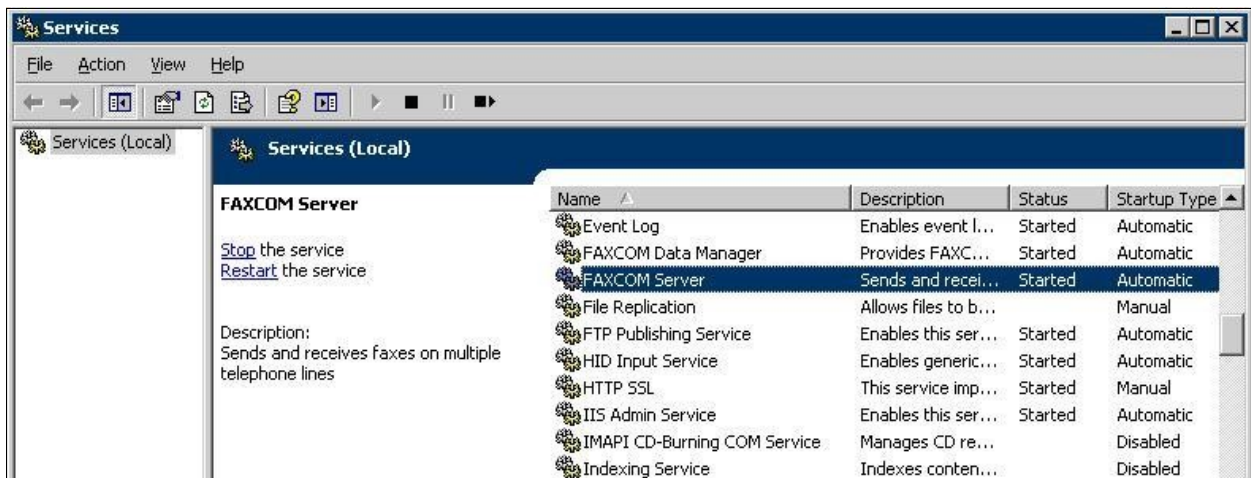 Services
File Action View Help
Services (Local)
Services (Local)
FAXCOM Server
Stop the service
Restart the service
Description:
Sends and receives faxes on multiple
telephone lines
Name Description Status Startup Type
Event Log Enables event l... Started Automatic
FAXCOM Data Manager Provides FAXC... Started Automatic
FAXCOM Server Sends and recei... Started Automatic
File Replication Allows files to b... Manual
FTP Publishing Service Enables this ser... Started Automatic
HID Input Service Enables generic... Started Automatic
HTTP SSL This service imp... Started Manual
IIS Admin Service Enables this ser... Started Automatic
IMAPI CD-Burning COM Service Manages CD re... Disabled
Indexing Service Indexes conten... Disabled